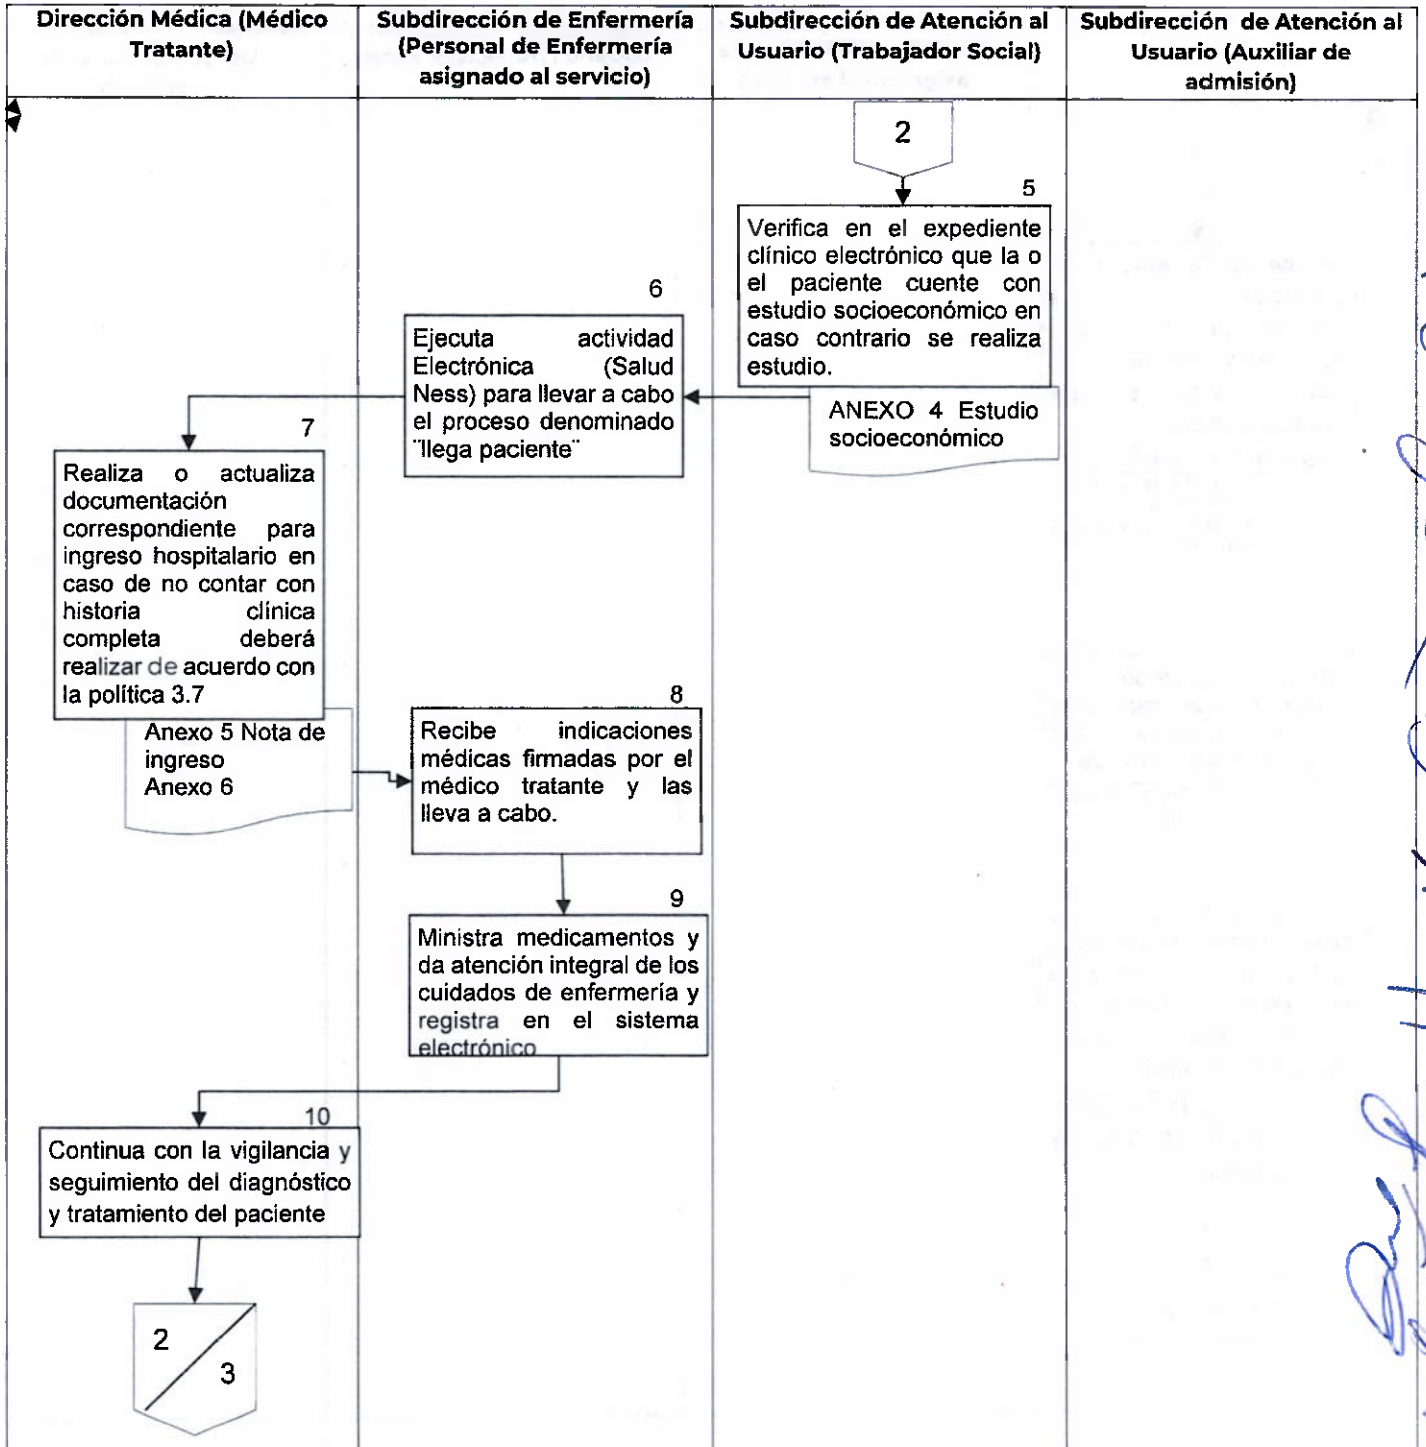 Dirección Médica (Médico
Tratante)
Subdirección de Enfermería
(Personal de Enfermería
asignado al servicio)
Subdirección de Atención al
Usuario (Trabajador Social)
Subdirección de Atención al
Usuario (Auxiliar de
admisión)
2
5
Verifica en el expediente
clínico electrónico que la o
el paciente cuente con
estudio socioeconómico en
caso contrario se realiza
estudio.
ANEXO 4 Estudio
socioeconómico
6
Ejecuta actividad
Electrónica (Salud
Ness) para llevar a cabo
el proceso denominado
¨llega paciente¨
7
Realiza o actualiza
documentación
correspondiente para
ingreso hospitalario en
caso de no contar con
historia clínica
completa deberá
realizar de acuerdo con
la política 3.7
Anexo 5 Nota de
ingreso
Anexo 6
8
Recibe indicaciones
médicas firmadas por el
médico tratante y las
lleva a cabo.
9
Ministra medicamentos y
da atención integral de los
cuidados de enfermería y
registra en el sistema
electrónico
10
Continua con la vigilancia y
seguimiento del diagnóstico
y tratamiento del paciente
2
3